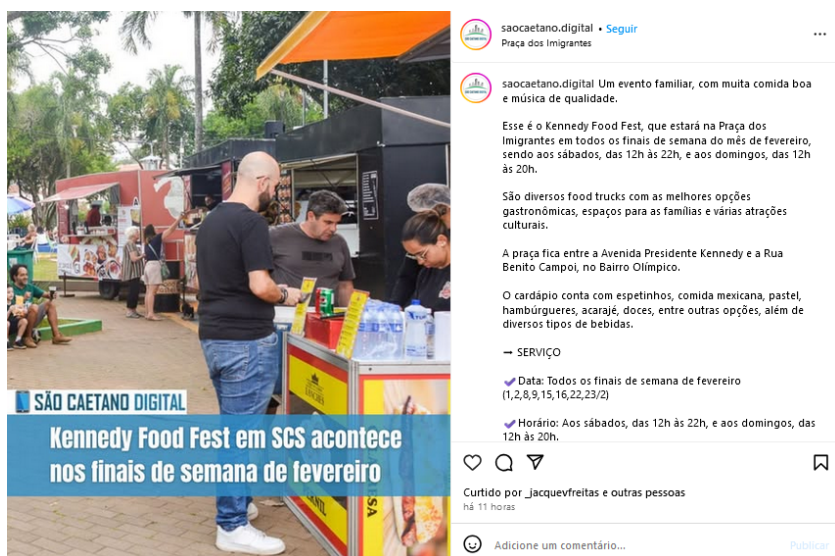 saocaetano.digital • Seguir
Praça dos Imigrantes
saocaetano.digital Um evento familiar, com muita comida boa
e música de qualidade.
Esse é o Kennedy Food Fest, que estará na Praça dos
Imigrantes em todos os finais de semana do mês de fevereiro,
sendo aos sábados, das 12h às 22h, e aos domingos, das 12h
às 20h.
São diversos food trucks com as melhores opções
gastronômicas, espaços para as famílias e várias atrações
culturais.
A praça fica entre a Avenida Presidente Kennedy e a Rua
Benito Campoi, no Bairro Olímpico.
O cardápio conta com espetinhos, comida mexicana, pastel,
hambúrgueres, acarajé, doces, entre outras opções, além de
diversos tipos de bebidas.
→ SERVIÇO
✔Data: Todos os finais de semana de fevereiro
(1,2,8,9,15,16,22,23/2)
✔Horário: Aos sábados, das 12h às 22h, e aos domingos, das
12h às 20h.
SÃO CAETANO DIGITAL
Kennedy Food Fest em SCS acontece
nos finais de semana de fevereiro
Curtido por _jacquevfreitas e outras pessoas
há 11 horas
Adicione um comentário...
Publicar